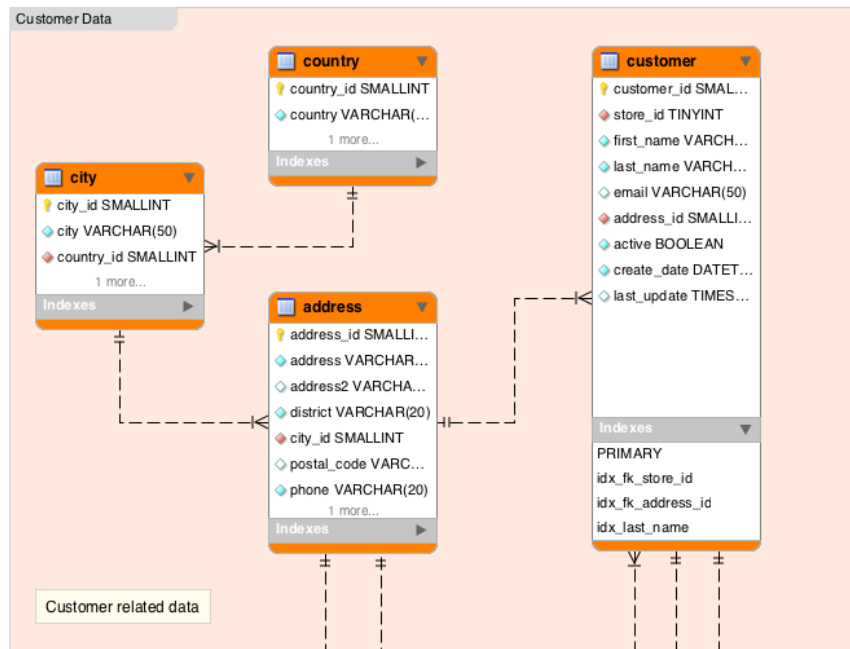 Customer Data
country
country_id SMALLINT
country VARCHAR(...
1 more...
Indexes
customer
customer_id SMAL...
store_id TINYINT
first_name VARCH...
last_name VARCH...
email VARCHAR(50)
address_id SMALLI...
active BOOLEAN
create_date DATET...
last_update TIMES...
Indexes
PRIMARY
idx_fk_store_id
idx_fk_address_id
idx_last_name
city
city_id SMALLINT
city VARCHAR(50)
country_id SMALLINT
1 more...
Indexes
address
address_id SMALLI...
address VARCHAR...
address2 VARCHA...
district VARCHAR(20)
city_id SMALLINT
postal_code VARC...
phone VARCHAR(20)
1 more...
Indexes
Customer related data